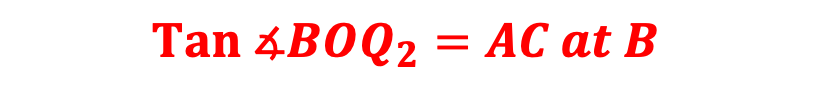 Tan ∡BOQ₂ = AC at B